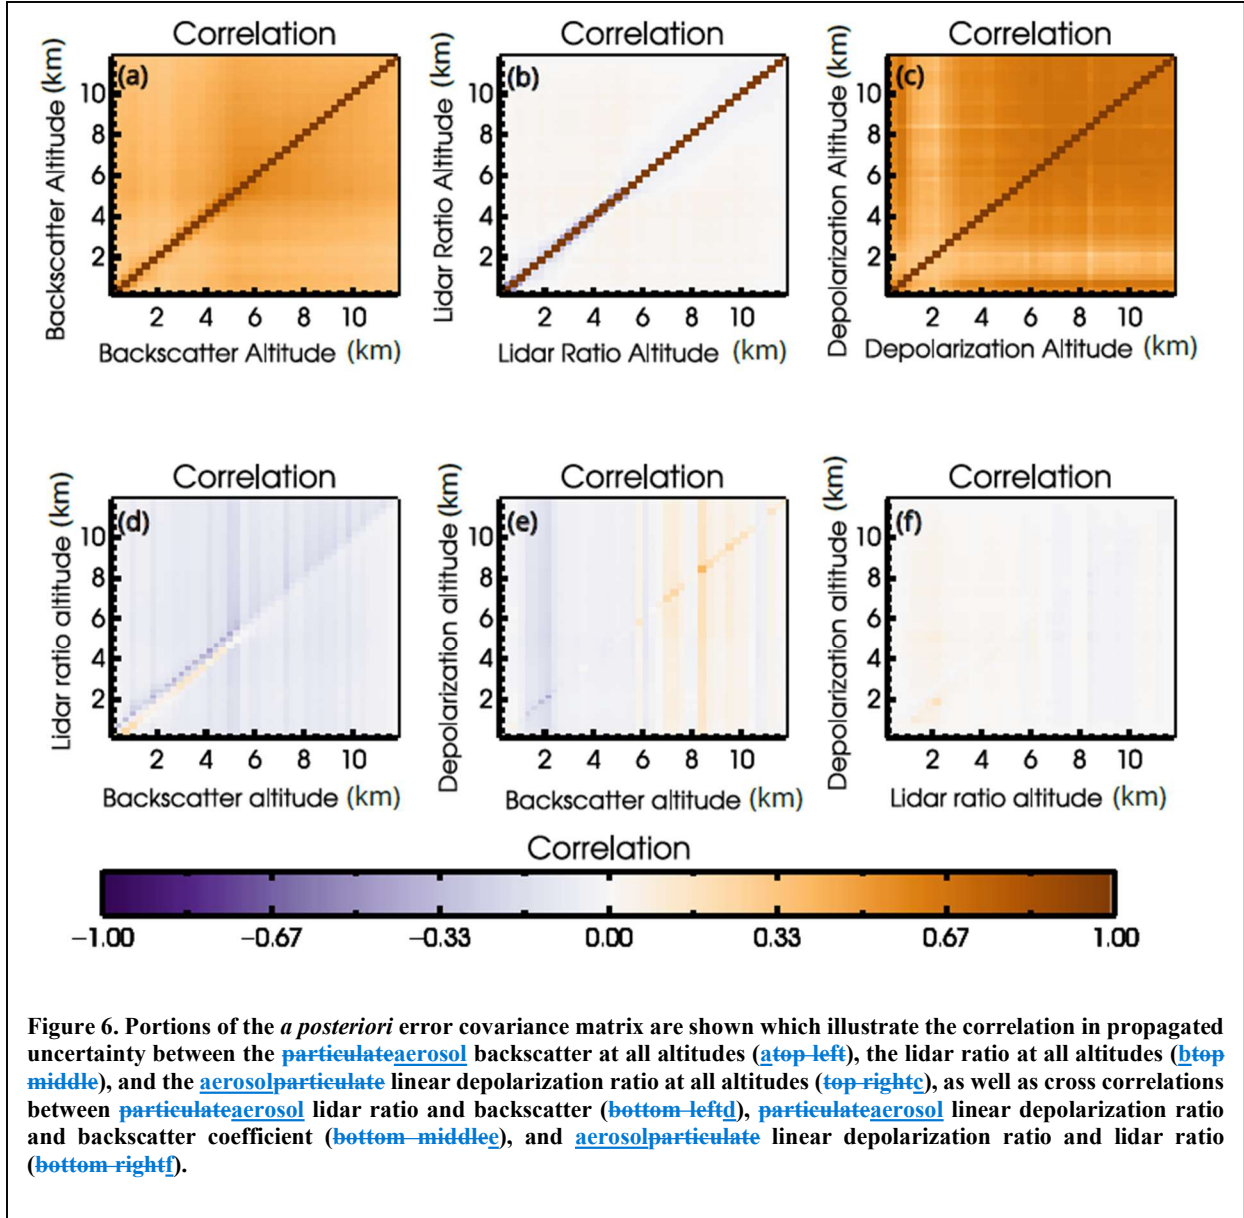 Correlation
Correlation
Correlation
Backscatter Altitude (km)
(a)
10
8
6
4
2
2 4 6 8 10
Backscatter Altitude (km)
Lidar Ratio Altitude (km)
(b)
10
8
6
4
2
2 4 6 8 10
Lidar Ratio Altitude (km)
Depolarization Altitude (km)
(c)
10
8
6
4
2
2 4 6 8 10
Depolarization Altitude (km)
Correlation
Correlation
Correlation
Lidar ratio altitude (km)
(d)
10
8
6
4
2
2 4 6 8 10
Backscatter altitude (km)
Depolarization altitude (km)
(e)
10
8
6
4
2
2 4 6 8 10
Backscatter altitude (km)
Depolarization altitude (km)
(f)
10
8
6
4
2
2 4 6 8 10
Lidar ratio altitude (km)
Correlation
−1.00 −0.67 −0.33 0.00 0.33 0.67 1.00
Figure 6. Portions of the a posteriori error covariance matrix are shown which illustrate the correlation in propagated
uncertainty between the particulateaerosol backscatter at all altitudes (atop left), the lidar ratio at all altitudes (btop
middle), and the aerosolparticulate linear depolarization ratio at all altitudes (top rightc), as well as cross correlations
between particulateaerosol lidar ratio and backscatter (bottom leftd), particulateaerosol linear depolarization ratio
and backscatter coefficient (bottom middlee), and aerosolparticulate linear depolarization ratio and lidar ratio
(bottom rightf).